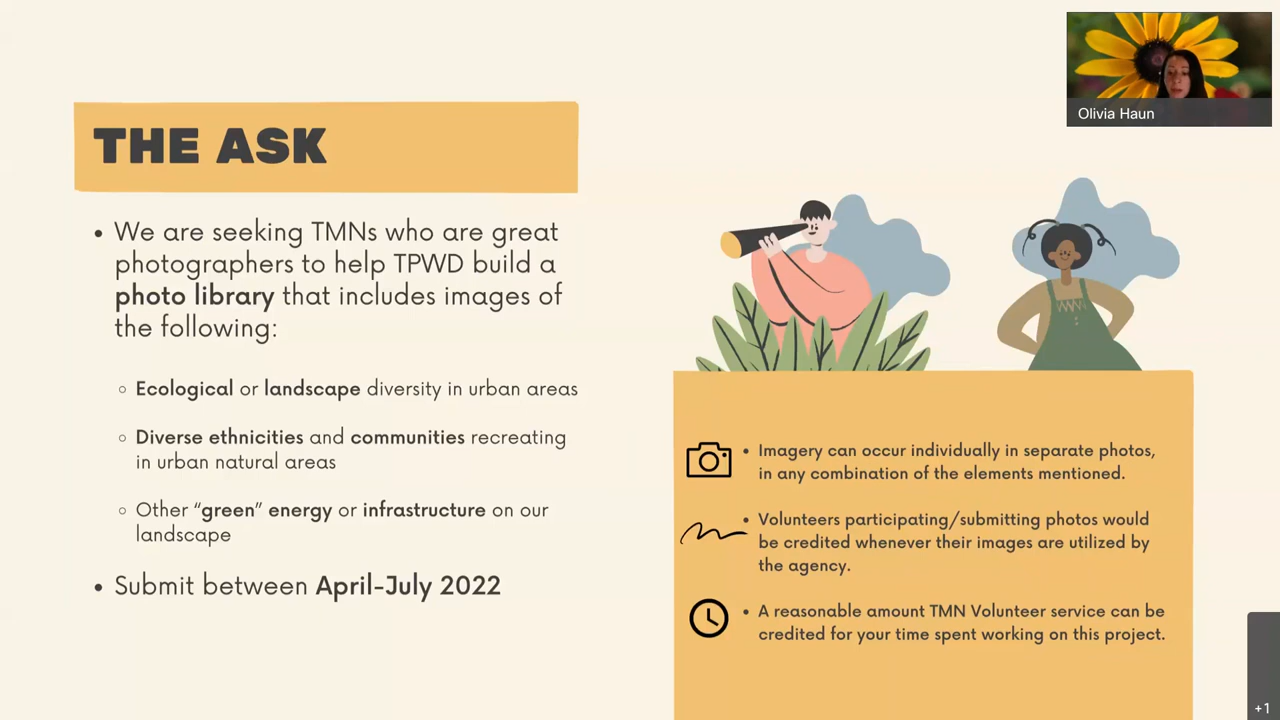 Olivia Haun
THE ASK
We are seeking TMNs who are great
photographers to help TPWD build a
photo library that includes images of
the following:
Ecological or landscape diversity in urban areas
Diverse ethnicities and communities recreating
in urban natural areas
Other “green” energy or infrastructure on our
landscape
Submit between April-July 2022
Imagery can occur individually in separate photos,
in any combination of the elements mentioned.
Volunteers participating/submitting photos would
be credited whenever their images are utilized by
the agency.
A reasonable amount TMN Volunteer service can be
credited for your time spent working on this project.
+1